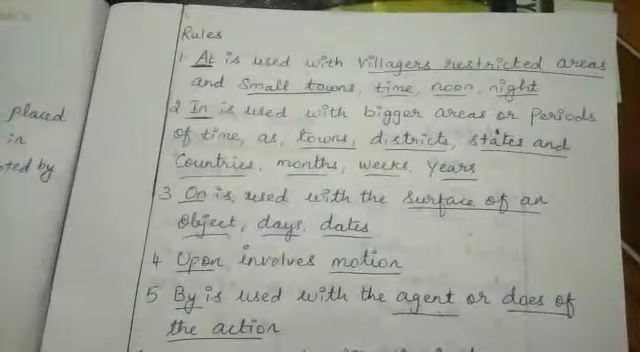 placed
in
ted by
Rules
1 At is used with villagers restricted areas
and small towns, time, noon, night
2 In is used with bigger areas or periods
of time, as, towns, districts, states and
Countries, months, weeks, years
3 On is used with the surface of an
object, days, dates
4 Upon involves motion
5 By is used with the agent or does of
the action